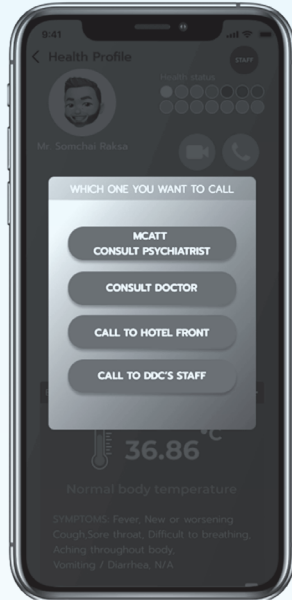 9:41
Health Profile
STAFF
Health status
Mr. Somchai Raksa
WHICH ONE YOU WANT TO CALL
MCATT
CONSULT PSYCHIATRIST
CONSULT DOCTOR
CALL TO HOTEL FRONT
CALL TO DDC'S STAFF
36.86 °C
Normal body temperature
SYMPTOMS: Fever, New or worsening
Cough,Sore throat, Difficult to breathing,
Aching throughout body,
Vomiting / Diarrhea, N/A